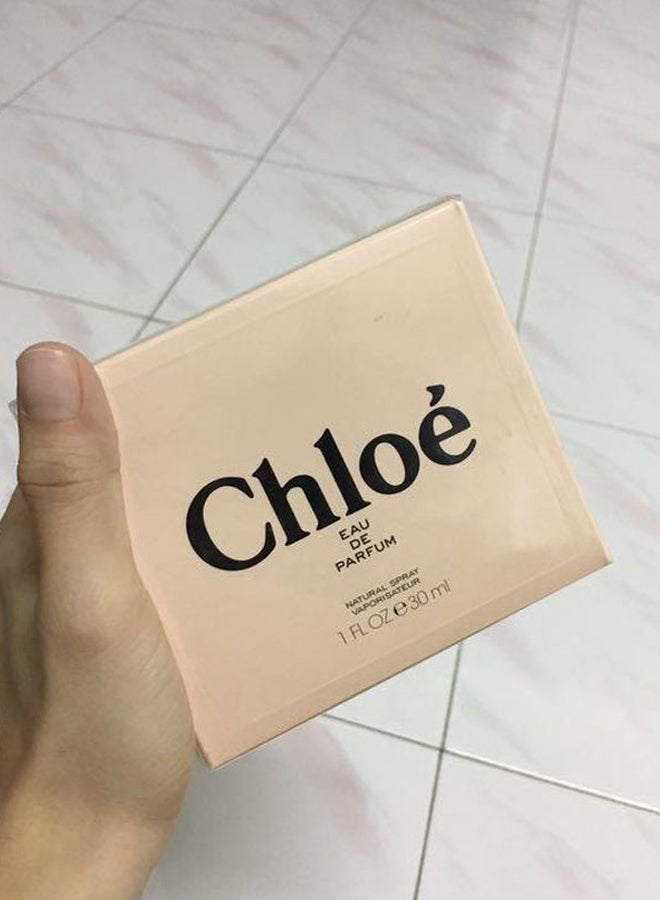 Chloé
EAU
DE
PARFUM
NATURAL SPRAY
VAPORISATEUR
1 FL OZ e 30 ml